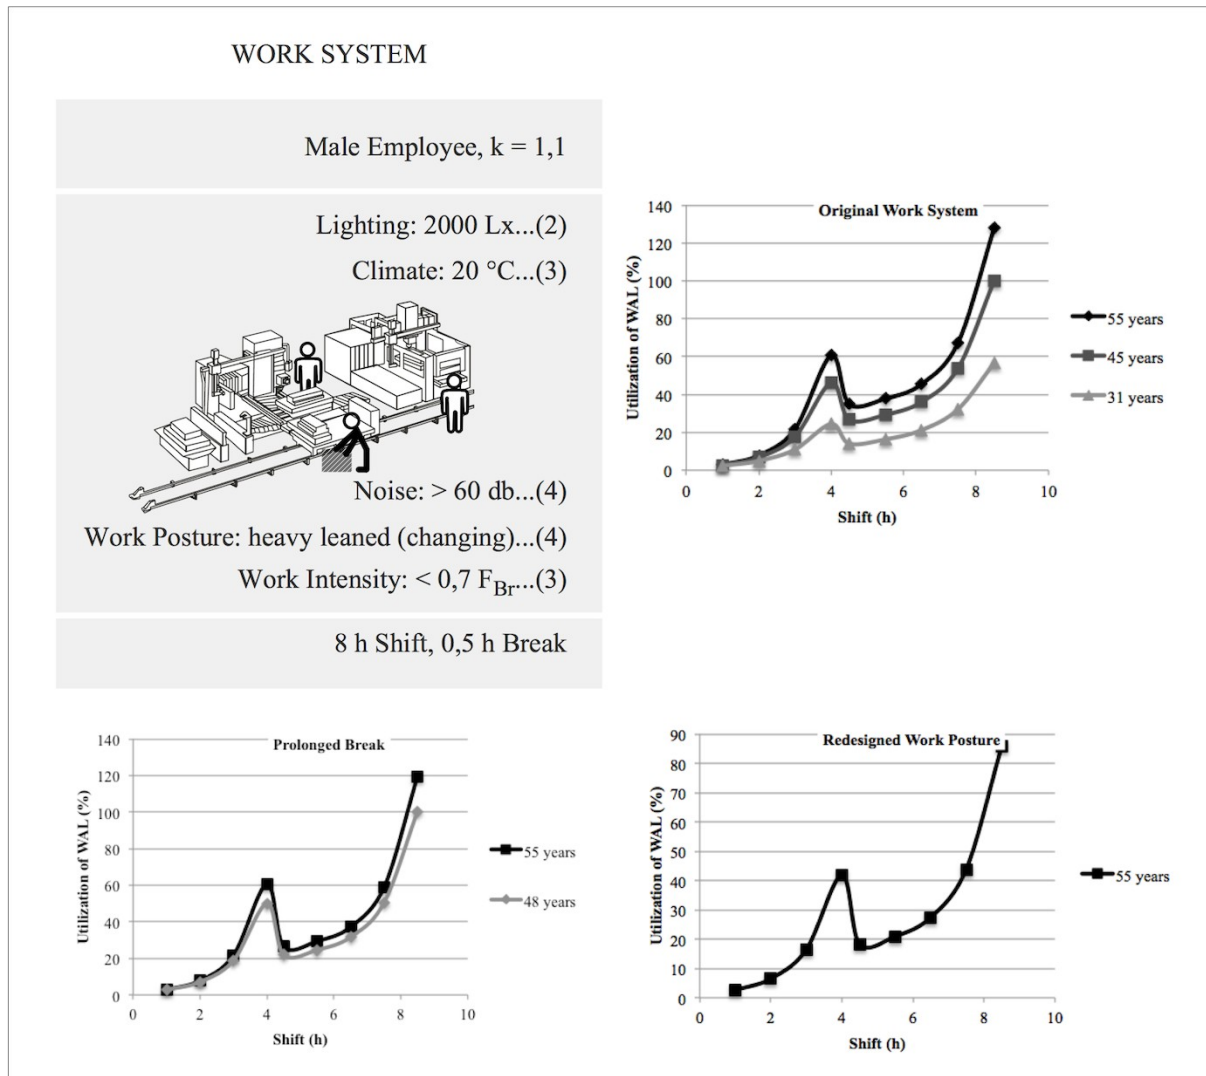 WORK SYSTEM
Male Employee, k = 1,1
Lighting: 2000 Lx...(2)
Climate: 20 °C...(3)
Noise: > 60 db...(4)
Work Posture: heavy leaned (changing)...(4)
Work Intensity: < 0,7 F_Br...(3)
8 h Shift, 0,5 h Break
Original Work System
Utilization of WAL (%)
140
120
100
80
60
40
20
0
0 2 4 6 8 10
Shift (h)
55 years
45 years
31 years
Prolonged Break
Utilization of WAL (%)
140
120
100
80
60
40
20
0
0 2 4 6 8 10
Shift (h)
55 years
48 years
Redesigned Work Posture
Utilization of WAL (%)
90
80
70
60
50
40
30
20
10
0
0 2 4 6 8 10
Shift (h)
55 years